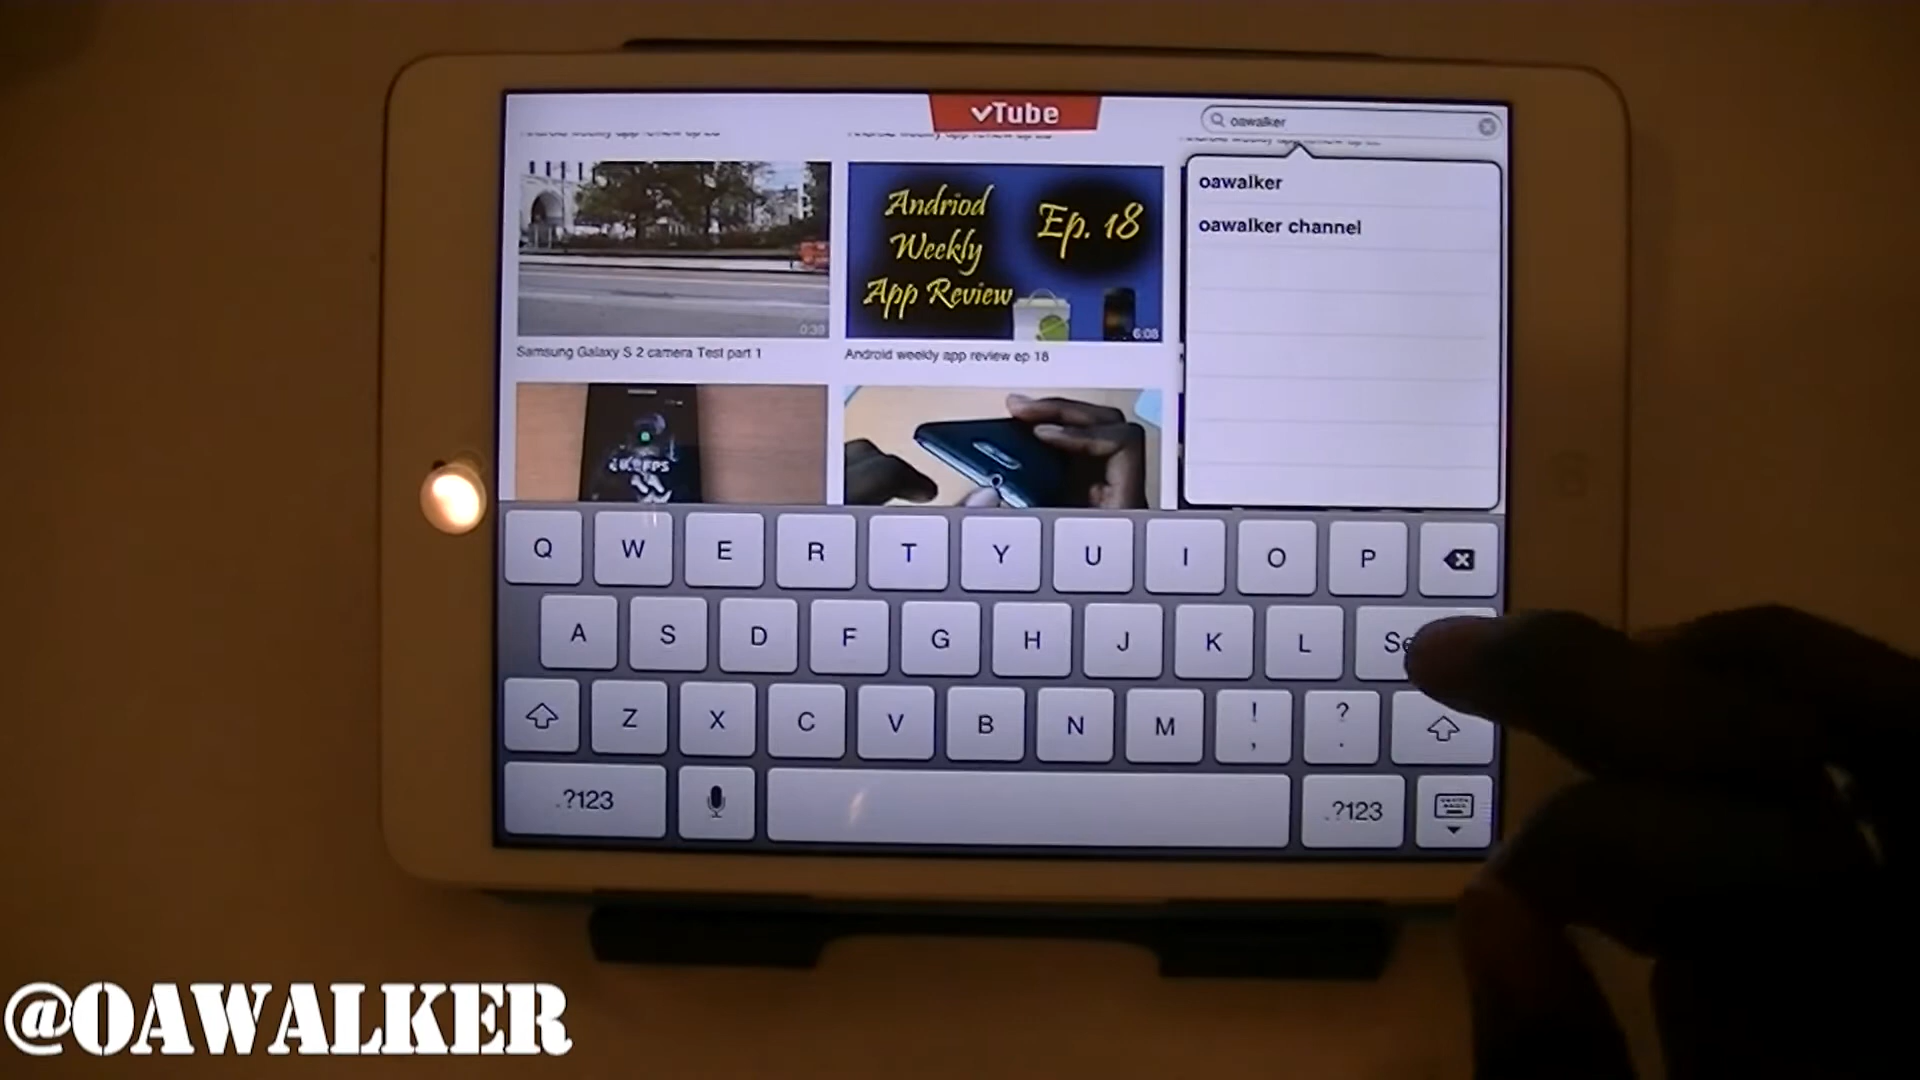 vTube
oawalker
oawalker
oawalker channel
Andriod
Weekly
App Review
Ep. 18
0:39
6:08
Samsung Galaxy S 2 camera Test part 1
Android weekly app review ep 18
Q W E R T Y U I O P
A S D F G H J K L Se
Z X C V B N M ! , ? .
.?123 .?123
@OAWALKER